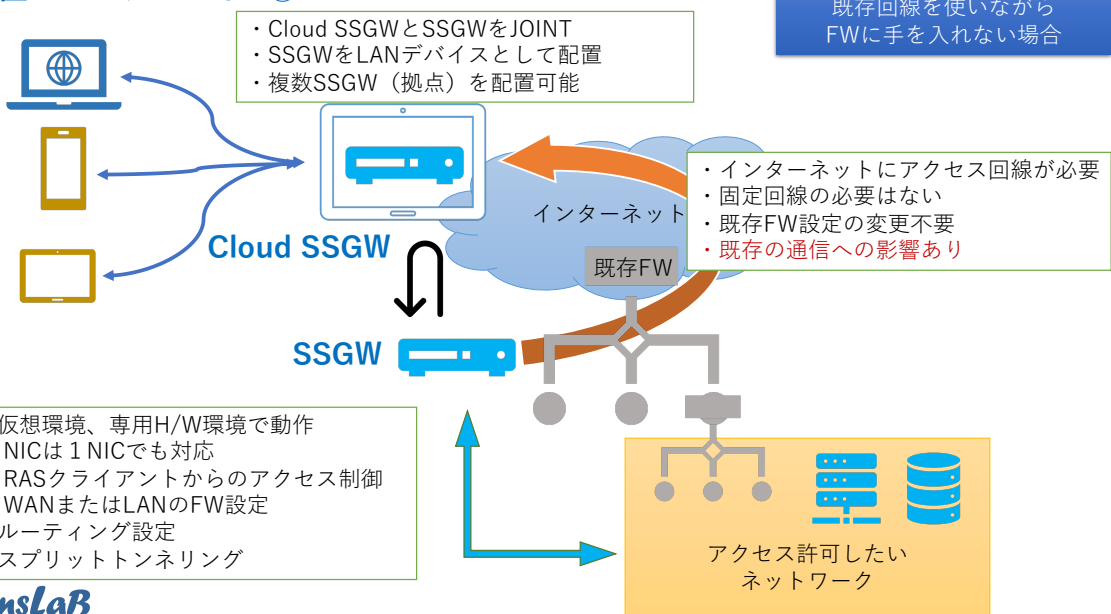 ・Cloud SSGWとSSGWをJOINT
・SSGWをLANデバイスとして配置
・複数SSGW（拠点）を配置可能
既存回線を使いながら
FWに手を入れない場合
・インターネットにアクセス回線が必要
・固定回線の必要はない
・既存FW設定の変更不要
・既存の通信への影響あり
インターネット
Cloud SSGW
既存FW
SSGW
仮想環境、専用H/W環境で動作
NICは１NICでも対応
RASクライアントからのアクセス制御
WANまたはLANのFW設定
ルーティング設定
スプリットトンネリング
アクセス許可したい
ネットワーク
nsLaB